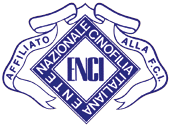 AFFILIATO
ALLA F.C.I.
ENTE NAZIONALE
CINOFILIA ITALIANA
ENCI